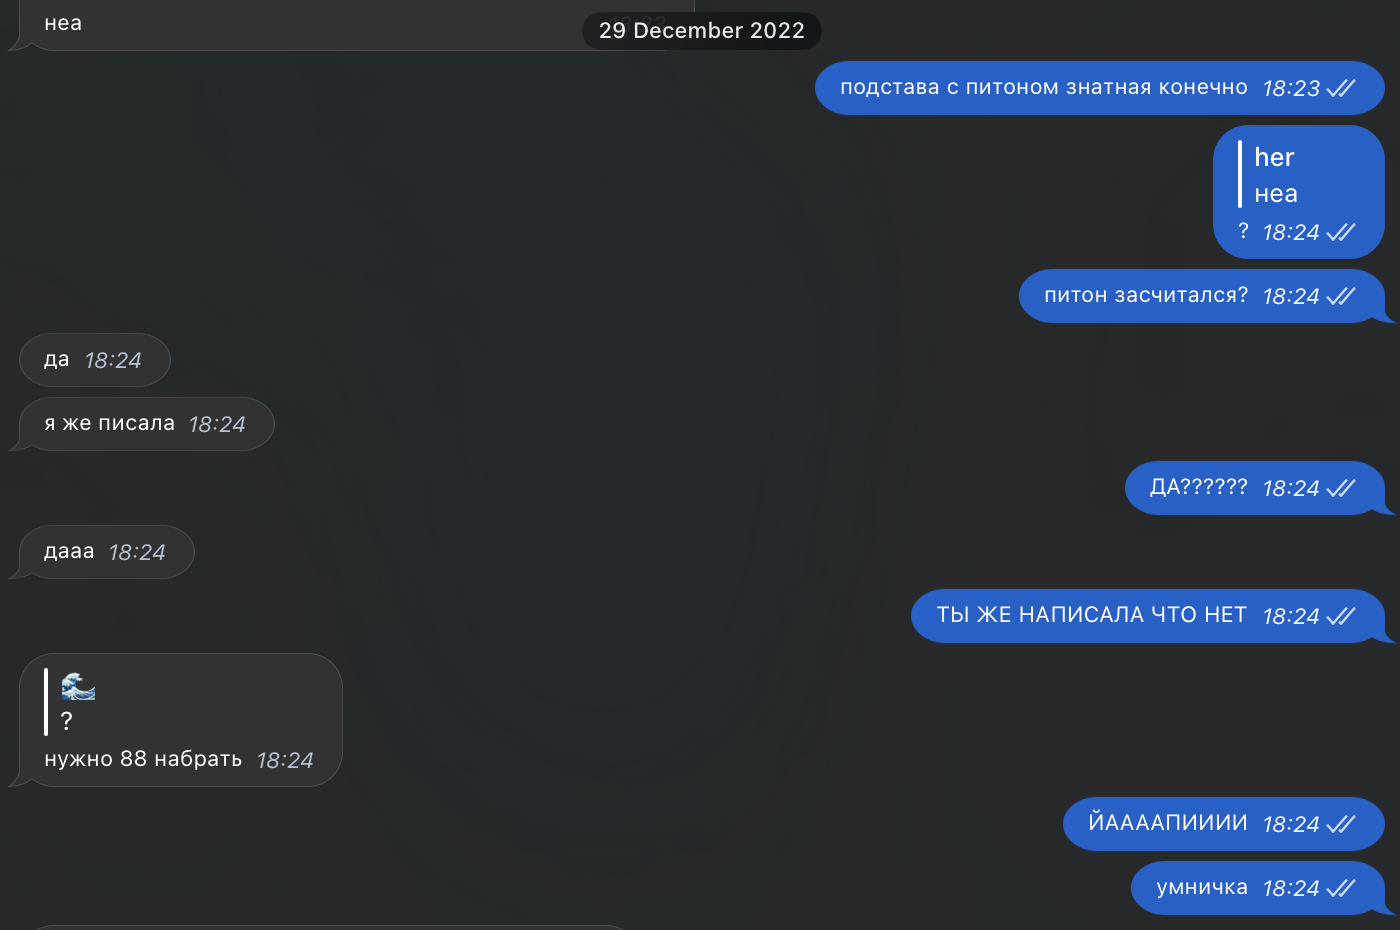 неа
29 December 2022
подстава с питоном знатная конечно 18:23
her
неа
? 18:24
питон засчитался? 18:24
да 18:24
я же писала 18:24
ДА?????? 18:24
дааа 18:24
ТЫ ЖЕ НАПИСАЛА ЧТО НЕТ 18:24
🌊
?
нужно 88 набрать 18:24
ЙААААПИИИИ 18:24
умничка 18:24